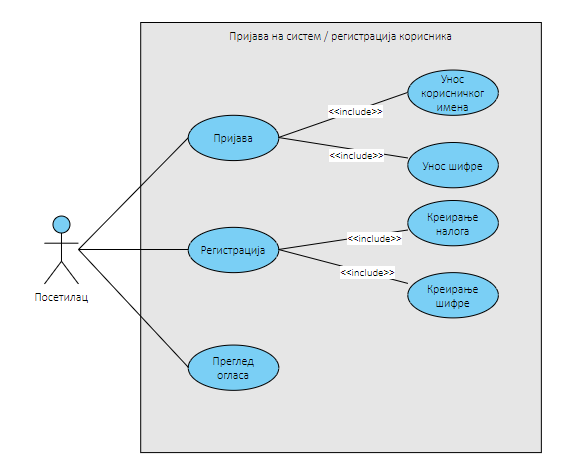 Пријава на систем / регистрација корисника
Унос
корисничког
имена
<<include>>
Пријава
<<include>>
Унос шифре
Креирање
налога
<<include>>
Регистрација
<<include>>
Креирање
шифре
Посетилац
Преглед
огласа